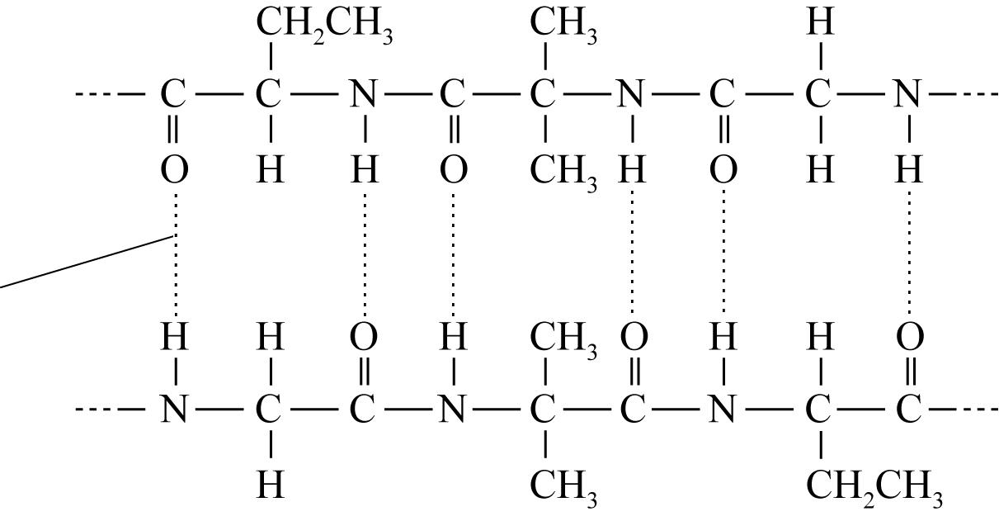 CH₂CH₃ CH₃ H
C C N C C N C C N
O H H O CH₃ H O H H
H H O H CH₃ O H H O
N C C N C C N C C
H CH₃ CH₂CH₃